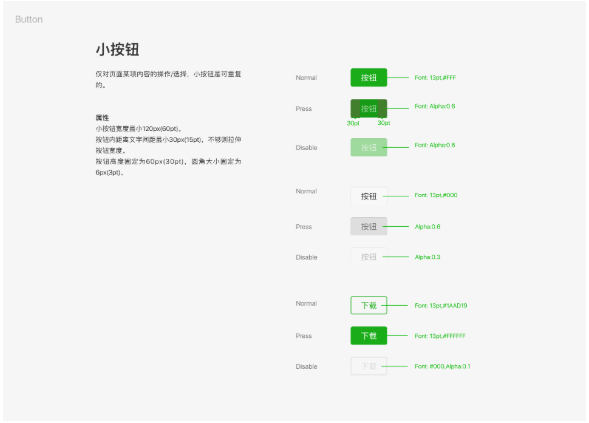 Button
小按钮
仅对页面某项内容的操作/选择，小按钮是可重复
的。
属性
小按钮宽度最小120px(60pt)。
按钮内距离文字间距最小30px(15pt)，不够则拉伸
按钮宽度。
按钮高度固定为60px(30pt)，圆角大小固定为
6px(3pt)。
Normal 按钮 Font: 13pt,#FFF
Press 按钮 Font: Alpha:0.6
30pt 30pt
Disable 按钮 Font: Alpha:0.6
Normal 按钮 Font: 13pt,#000
Press 按钮 Alpha:0.6
Disable 按钮 Alpha:0.3
Normal 下载 Font: 13pt,#1AAD19
Press 下载 Font: 13pt,#FFFFFF
Disable 下载 Font: #000,Alpha:0.1